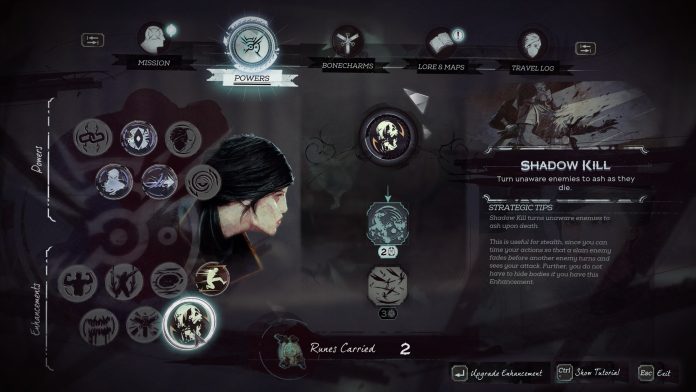 MISSION
POWERS
BONECHARMS
LORE & MAPS
!
TRAVEL LOG
Powers
SHADOW KILL
Turn unaware enemies to ash as they
die.
STRATEGIC TIPS
Shadow Kill turns unaware enemies to
ash upon death.
This is useful for stealth, since you can
time your actions so that a slain enemy
fades before another enemy turns and
sees your attack. Further, you do not
have to hide bodies if you have this
Enhancement.
2
3
Enhancements
Runes Carried 2
Upgrade Enhancement
Ctrl Show Tutorial
Esc Exit